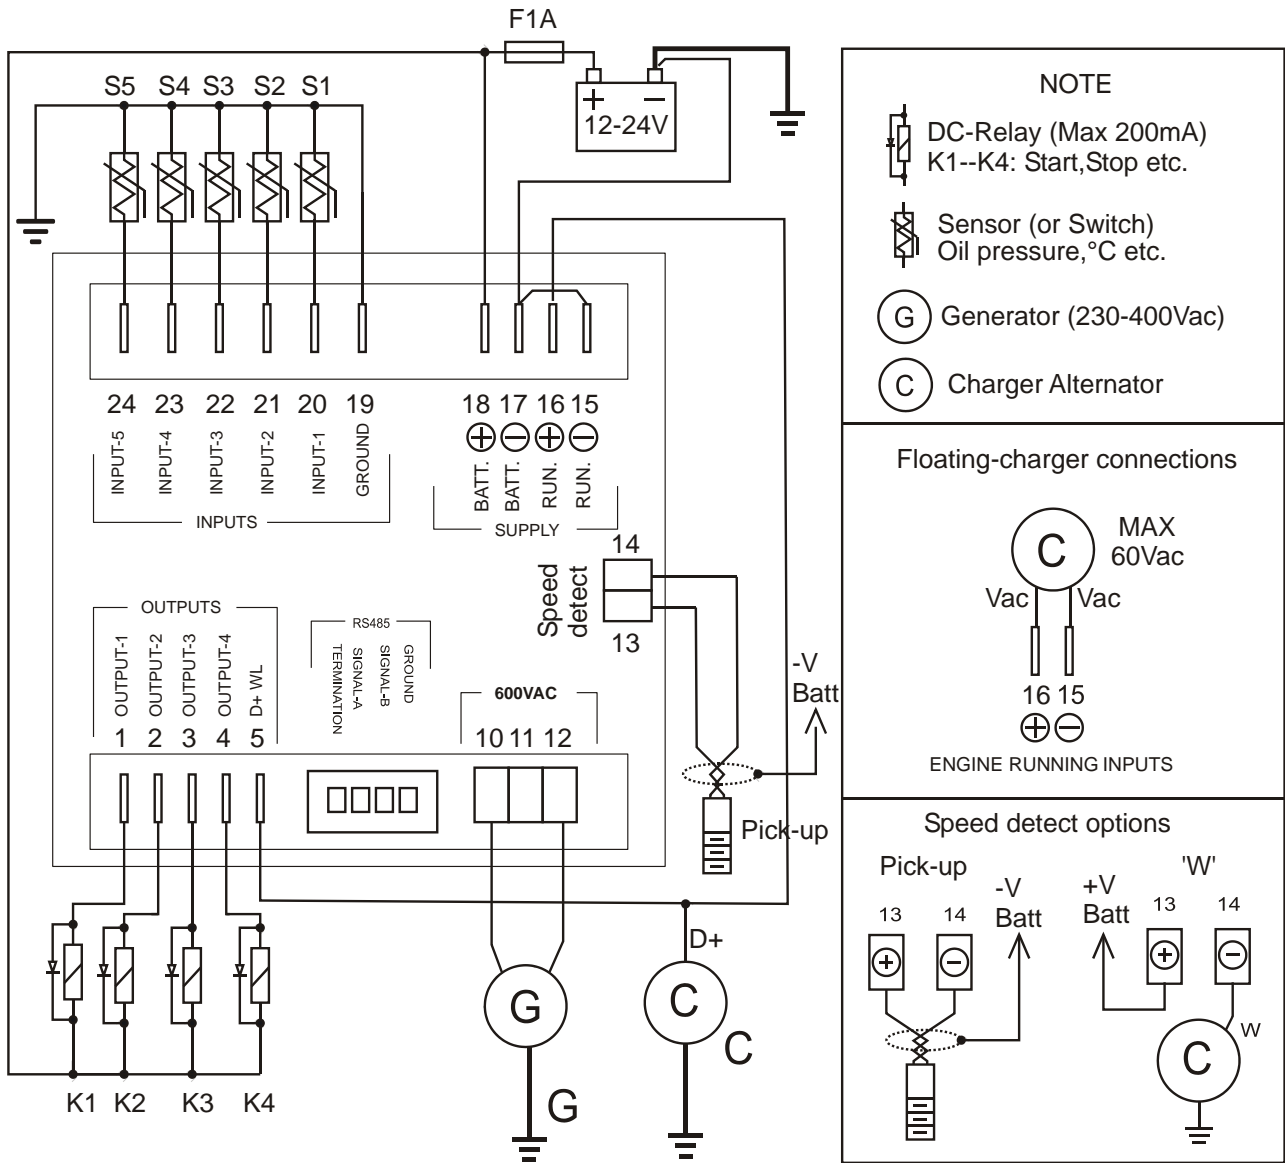 F1A
S5 S4 S3 S2 S1
+ −
12-24V
24 23 22 21 20 19
18 17 16 15
+ − + −
INPUT-5
INPUT-4
INPUT-3
INPUT-2
INPUT-1
GROUND
INPUTS
BATT.
BATT.
RUN.
RUN.
SUPPLY
14
Speed
detect
13
-V
Batt
Pick-up
OUTPUTS
OUTPUT-1
OUTPUT-2
OUTPUT-3
OUTPUT-4
D+ WL
1 2 3 4 5
RS485
TERMINATION
SIGNAL-A
SIGNAL-B
GROUND
600VAC
10 11 12
K1 K2 K3 K4
G
G
D+
C
C
NOTE
DC-Relay (Max 200mA)
K1--K4: Start,Stop etc.
Sensor (or Switch)
Oil pressure,°C etc.
G Generator (230-400Vac)
C Charger Alternator
Floating-charger connections
C
MAX
60Vac
Vac Vac
16 15
+ −
ENGINE RUNNING INPUTS
Speed detect options
Pick-up
13 14
+ −
-V
Batt
'W'
+V
Batt
13 14
+ −
W
C